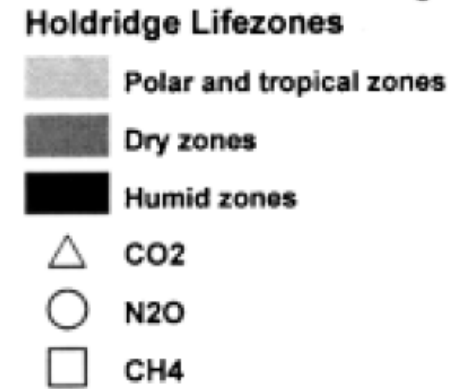 Holdridge Lifezones
Polar and tropical zones
Dry zones
Humid zones
CO2
N2O
CH4